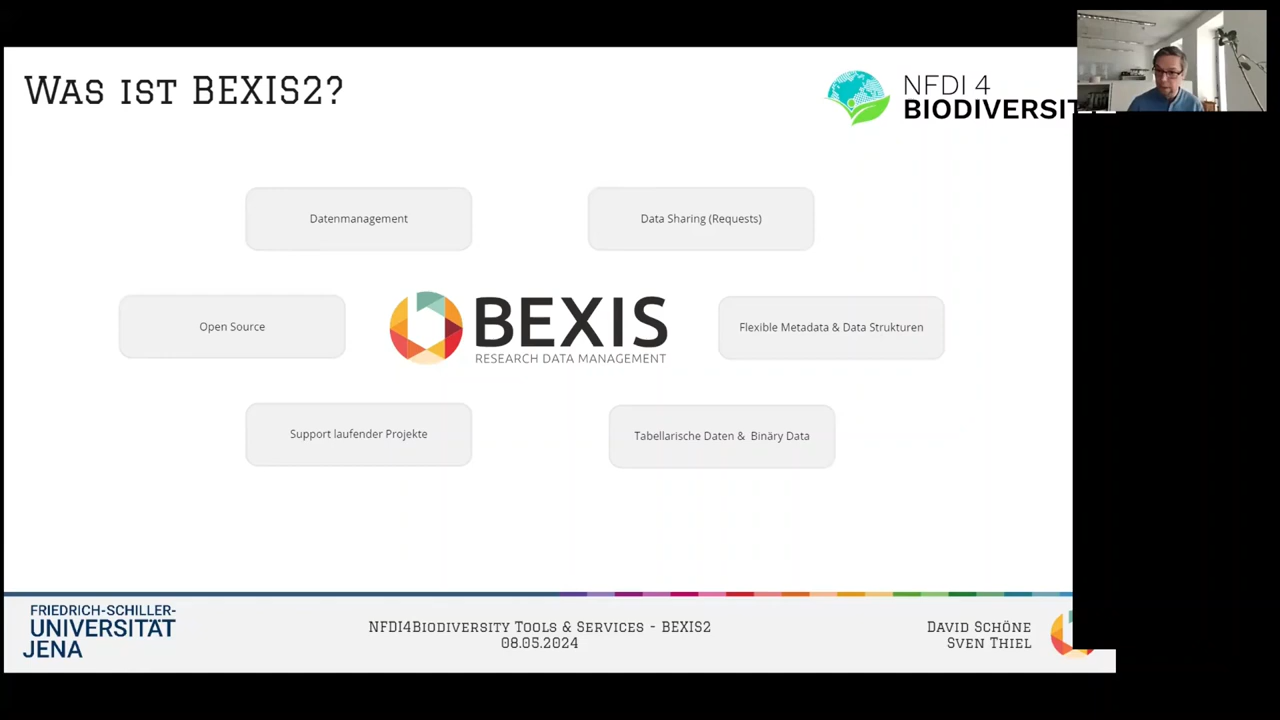 Was ist BEXIS2?
NFDI 4
BIODIVERSIT
Datenmanagement
Data Sharing (Requests)
Open Source
BEXIS
RESEARCH DATA MANAGEMENT
Flexible Metadata & Data Strukturen
Support laufender Projekte
Tabellarische Daten & Binäry Data
FRIEDRICH-SCHILLER-
UNIVERSITÄT
JENA
NFDI4Biodiversity Tools & Services - BEXIS2
08.05.2024
David Schöne
Sven Thiel